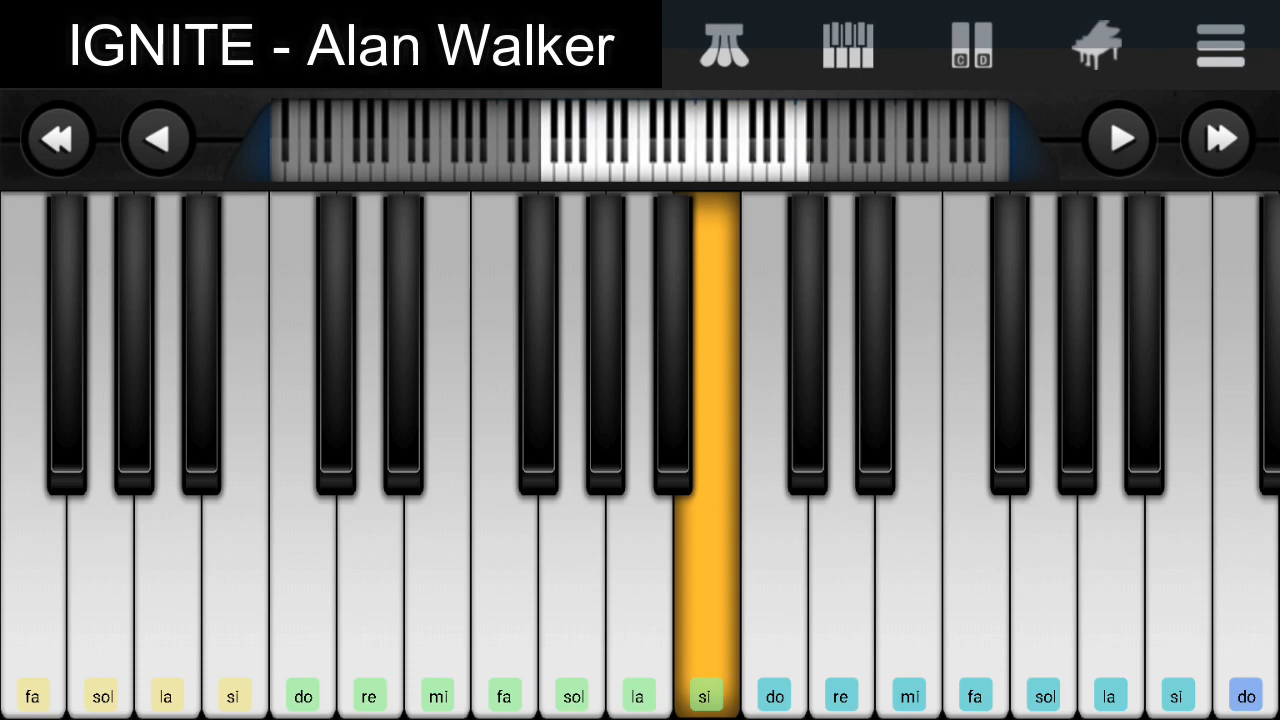 IGNITE - Alan Walker
C D
fa sol la si do re mi fa sol la si do re mi fa sol la si do